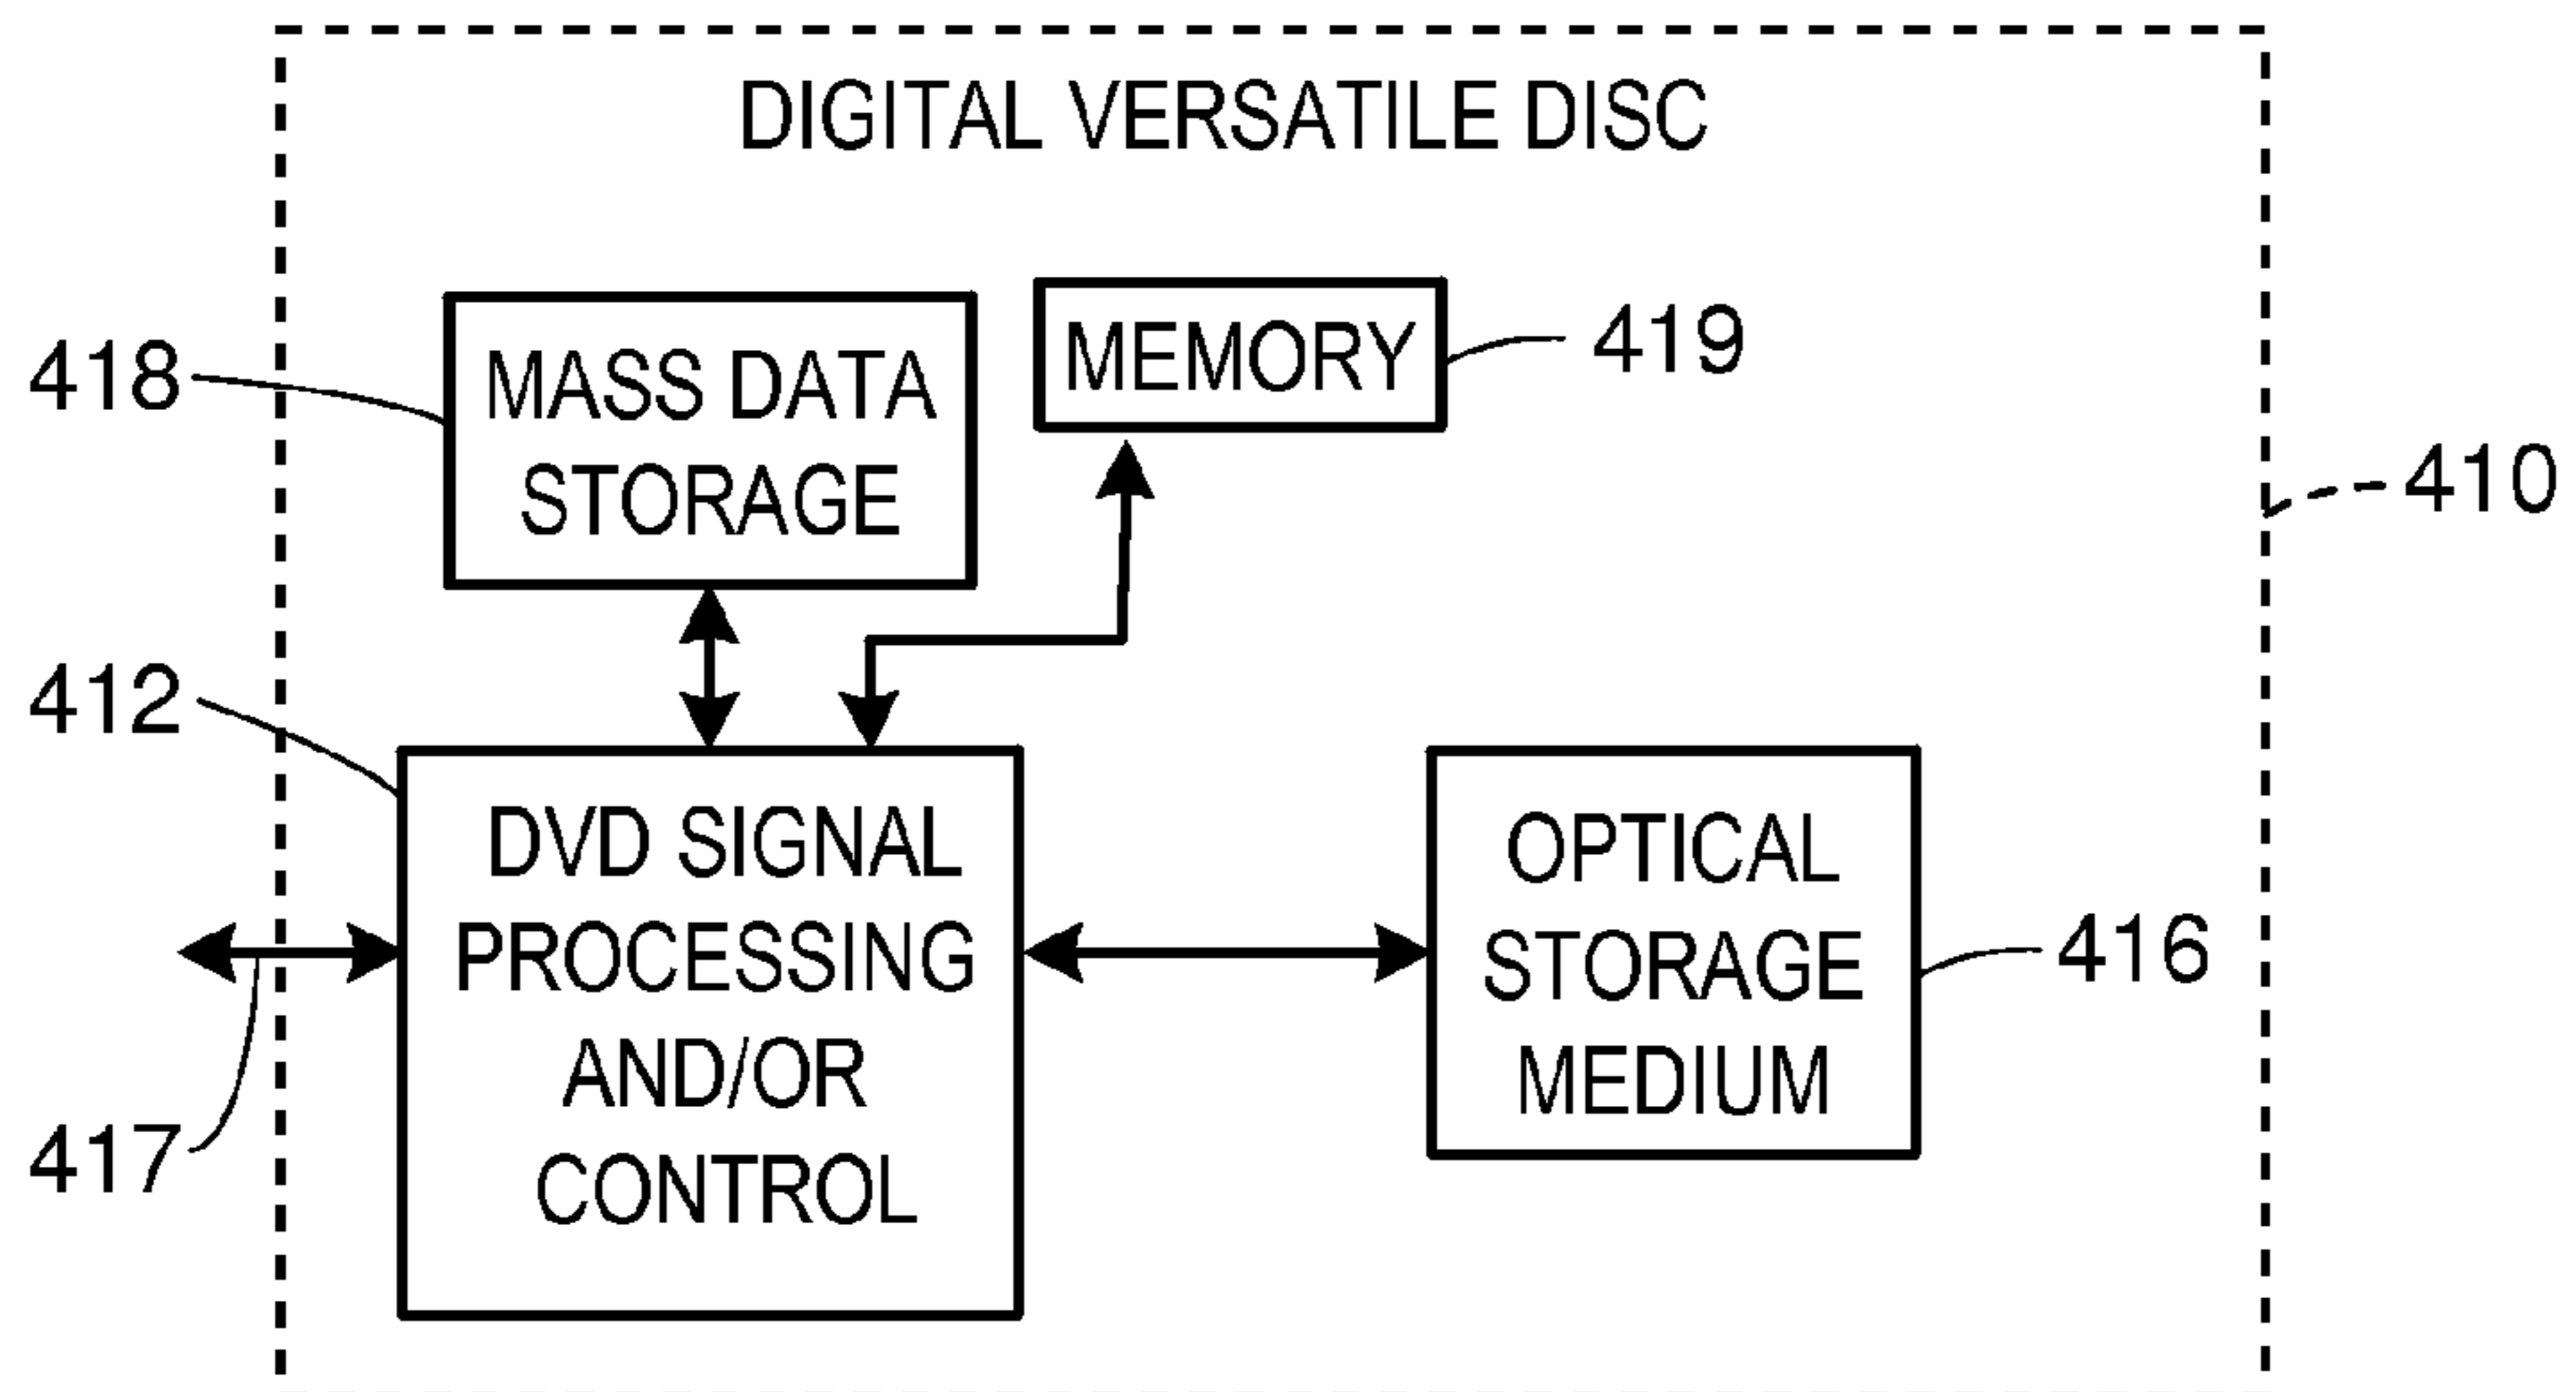 DIGITAL VERSATILE DISC
MASS DATA
STORAGE
MEMORY
419
418
410
412
DVD SIGNAL
PROCESSING
AND/OR
CONTROL
OPTICAL
STORAGE
MEDIUM
416
417